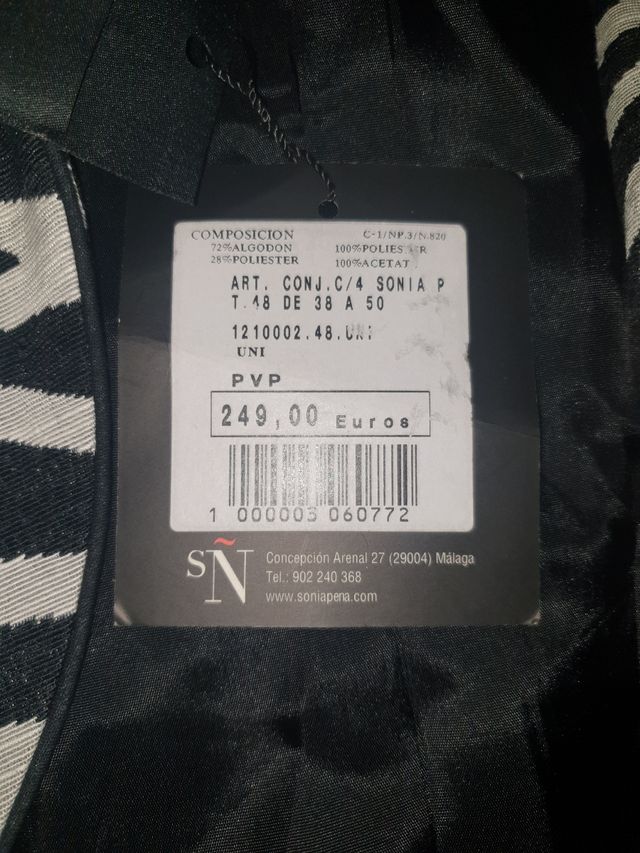 COMPOSICION C-1/NP.3/N.820
72%ALGODON 100%POLIESTER
28%POLIESTER 100%ACETAT
ART. CONJ.C/4 SONIA P
T.48 DE 38 A 50
1210002.48.UNI
UNI
PVP
249,00 Euros
1 000003 060772
SÑ
Concepción Arenal 27 (29004) Málaga
Tel.: 902 240 368
www.soniapena.com